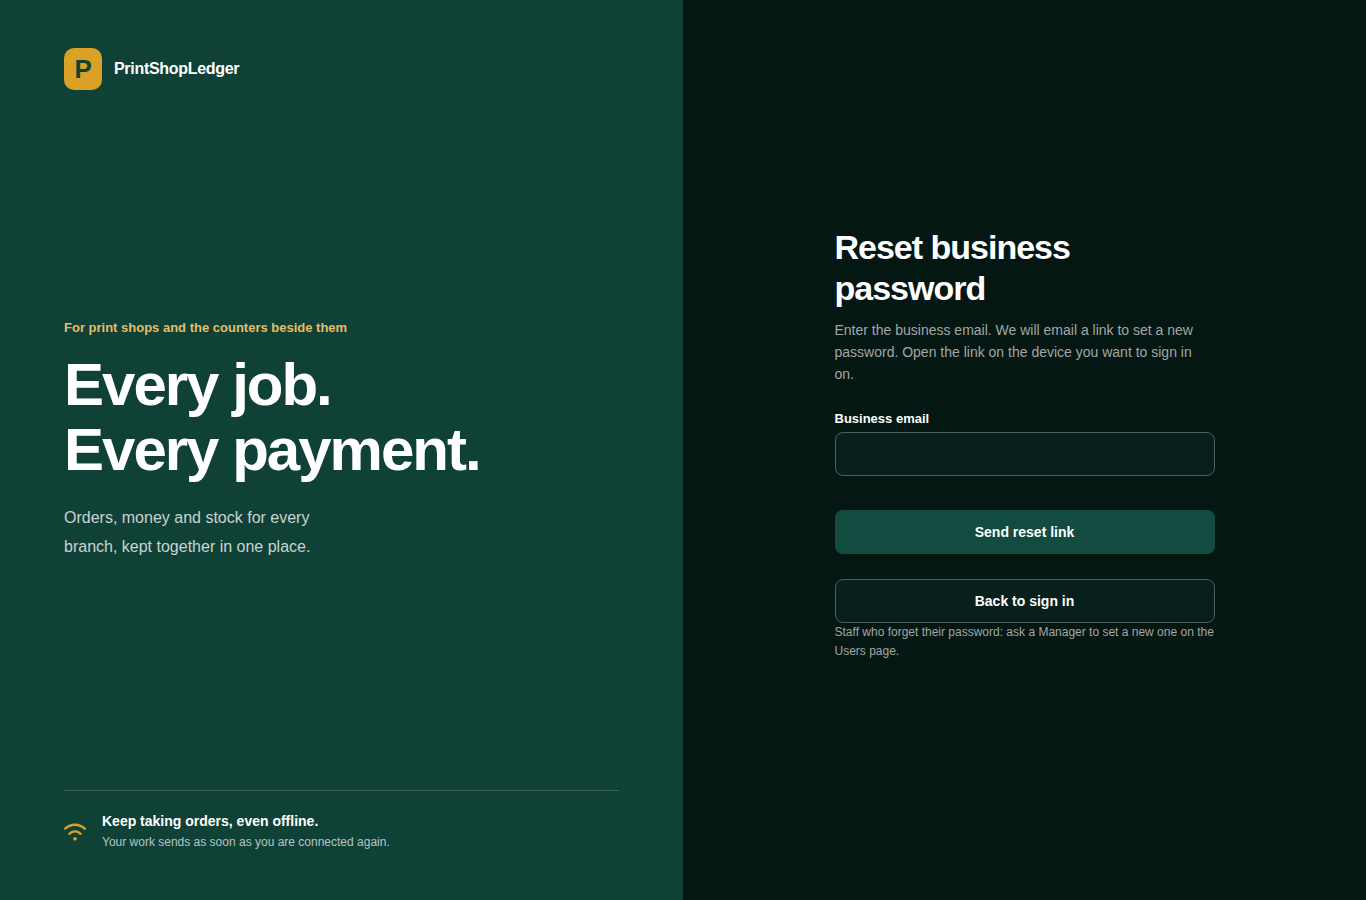 P
PrintShopLedger
For print shops and the counters beside them
Every job.
Every payment.
Orders, money and stock for every
branch, kept together in one place.
Keep taking orders, even offline.
Your work sends as soon as you are connected again.
Reset business
password
Enter the business email. We will email a link to set a new
password. Open the link on the device you want to sign in
on.
Business email
Send reset link
Back to sign in
Staff who forget their password: ask a Manager to set a new one on the
Users page.